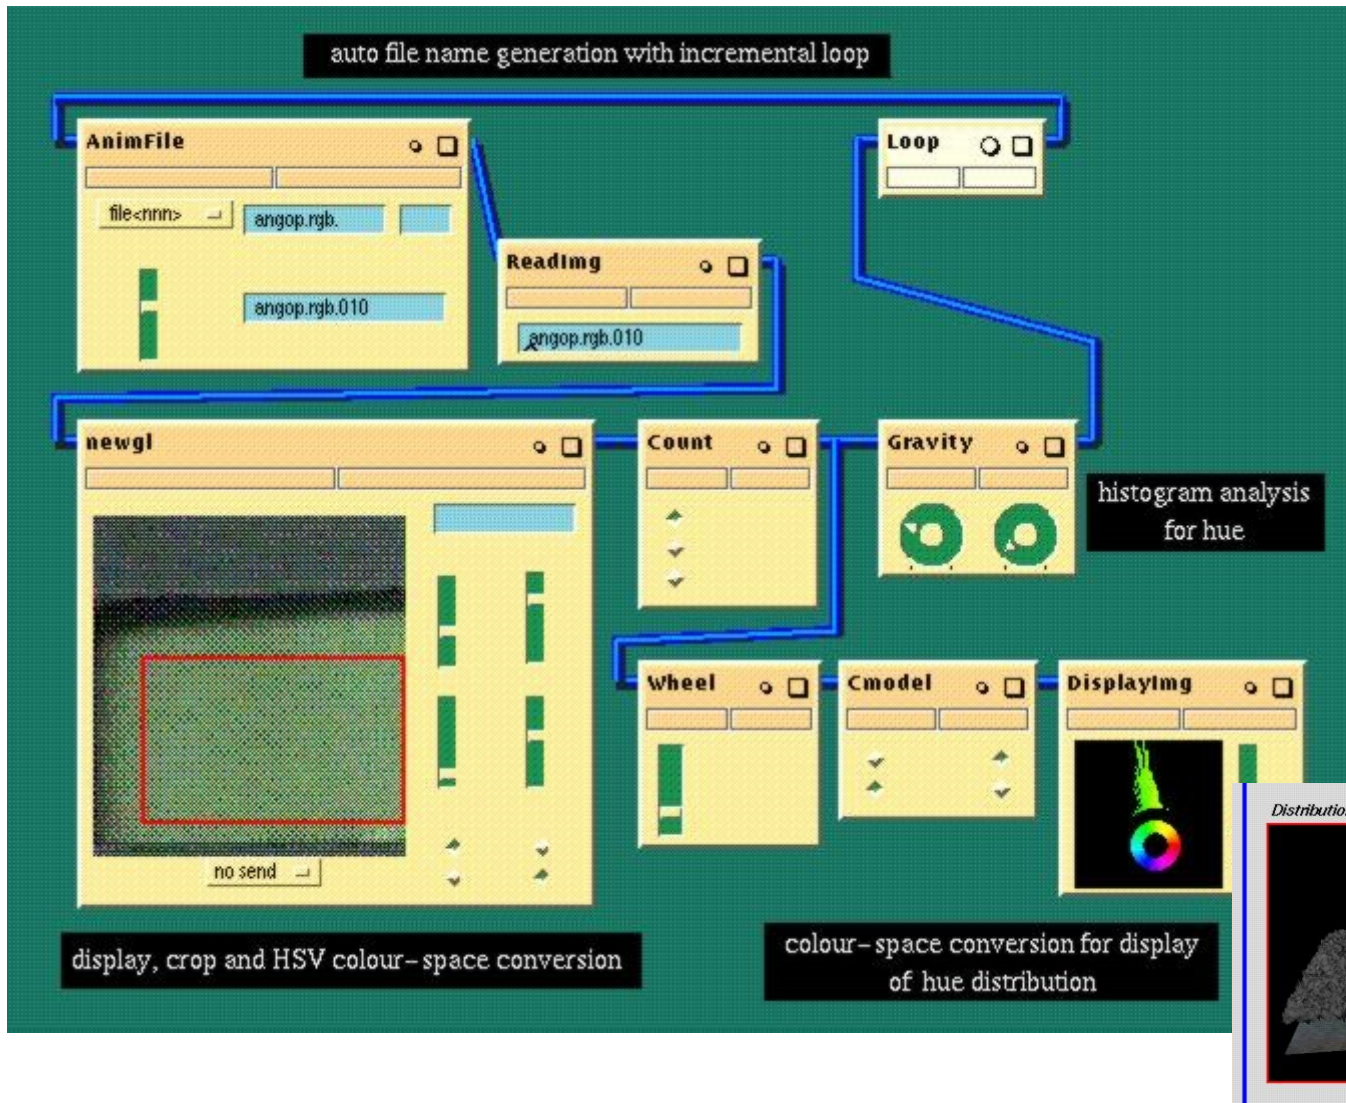 auto file name generation with incremental loop
AnimFile
Loop
file<nnn>
angop.rgb.
ReadImg
angop.rgb.010
angop.rgb.010
newgl
Count
Gravity
histogram analysis
for hue
Wheel
Cmodel
DisplayImg
no send
display, crop and HSV colour-space conversion
colour-space conversion for display
of hue distribution